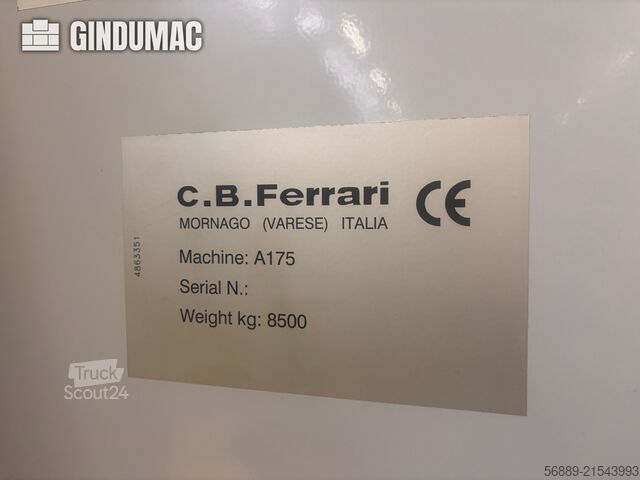 GINDUMAC
C.B.Ferrari CE
MORNAGO (VARESE) ITALIA
Machine: A175
Serial N.:
Weight kg: 8500
4863351
Truck
Scout24
56889-21543993